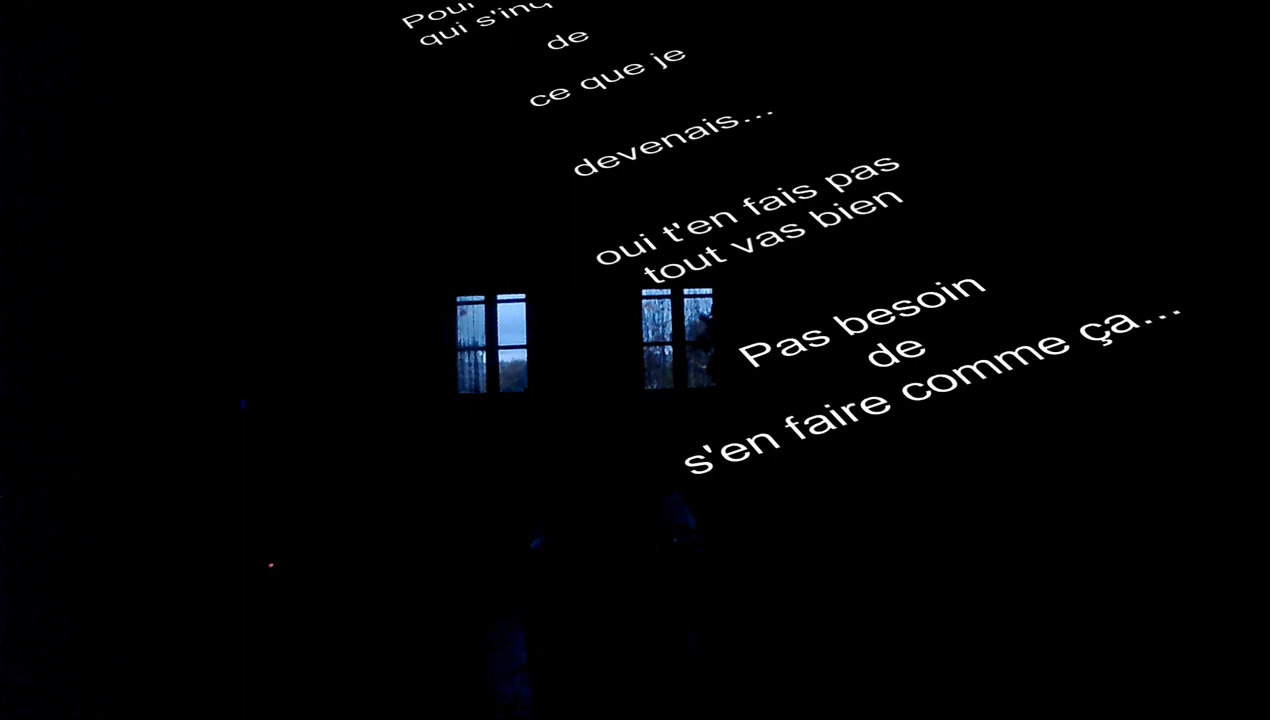 Pour
qui s'inq
de
ce que je
devenais...
oui t'en fais pas
tout vas bien
Pas besoin
de
s'en faire comme ça...